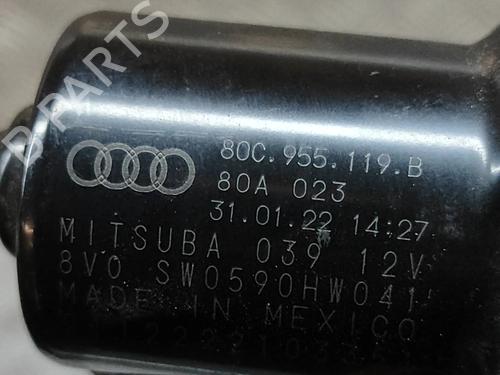 B PARTS
80C.955.119.B
80A 023
31.01.22 14:27
MITSUBA 039 12V
8V0 SW0590HW041
MADE IN MEXICO